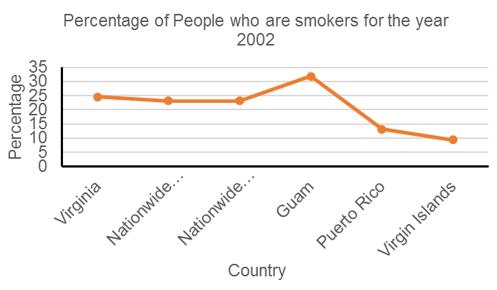 Percentage of People who are smokers for the year
2002
Percentage
35
30
25
20
15
10
5
0
Virginia
Nationwide…
Nationwide…
Guam
Puerto Rico
Virgin Islands
Country